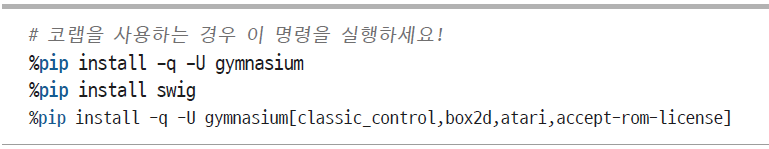 # 코랩을 사용하는 경우 이 명령을 실행하세요!
%pip install -q -U gymnasium
%pip install swig
%pip install -q -U gymnasium[classic_control,box2d,atari,accept-rom-license]